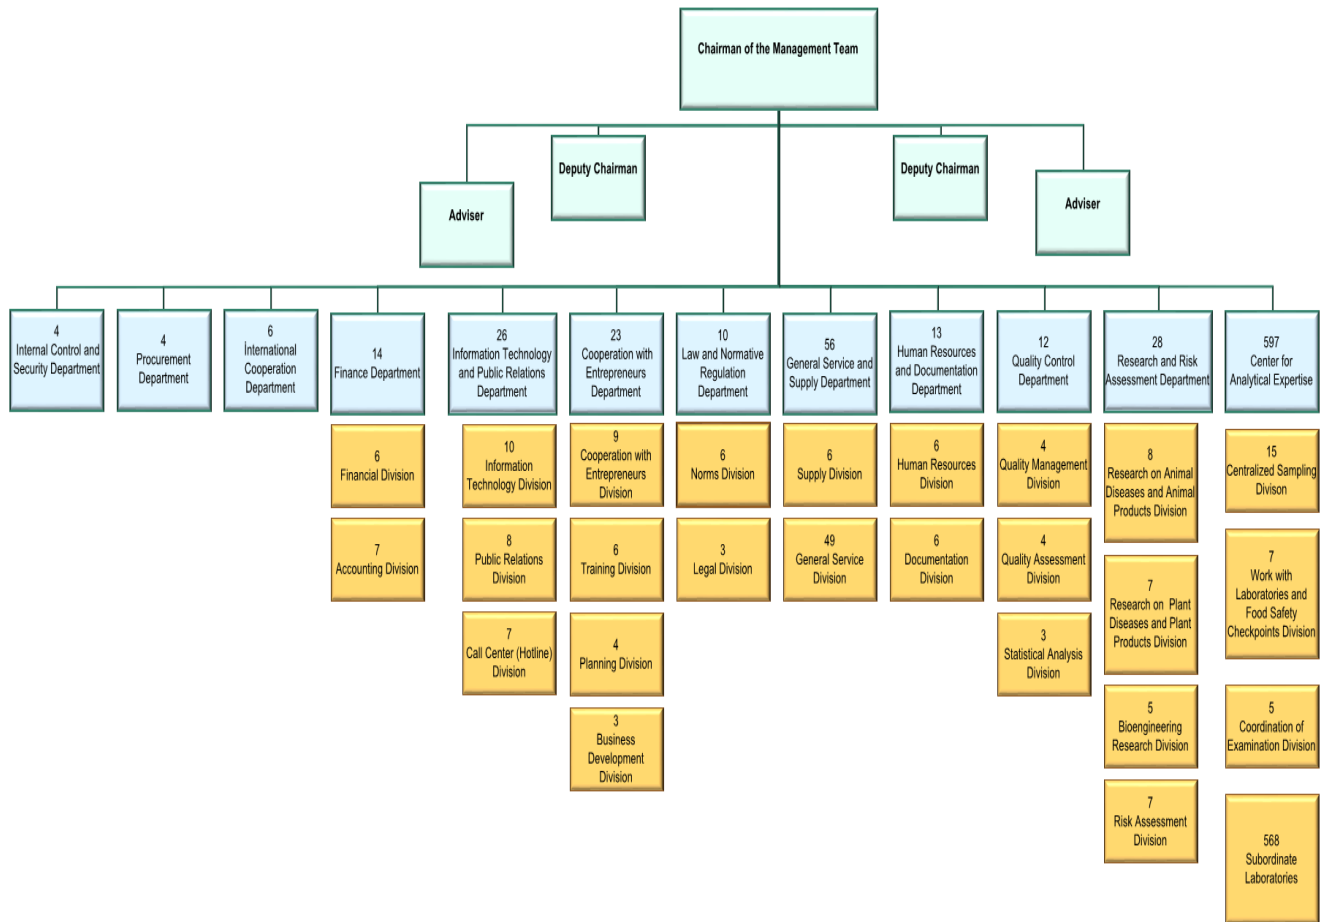 Chairman of the Management Team
Deputy Chairman
Deputy Chairman
Adviser
Adviser
4
Internal Control and
Security Department
4
Procurement
Department
6
İnternational
Cooperation
Department
14
Finance Department
26
Information Technology
and Public Relations
Department
23
Cooperation with
Entrepreneurs
Department
10
Law and Normative
Regulation
Department
56
General Service and
Supply Department
13
Human Resources
and Documentation
Department
12
Quality Control
Department
28
Research and Risk
Assessment Department
597
Center for
Analytical Expertise
6
Financial Division
7
Accounting Division
10
Information
Technology Division
8
Public Relations
Division
7
Call Center (Hotline)
Division
9
Cooperation with
Entrepreneurs
Division
6
Training Division
4
Planning Division
3
Business
Development
Division
6
Norms Division
3
Legal Division
6
Supply Division
49
General Service
Division
6
Human Resources
Division
6
Documentation
Division
4
Quality Management
Division
4
Quality Assessment
Division
3
Statistical Analysis
Division
8
Research on Animal
Diseases and Animal
Products Division
7
Research on Plant
Diseases and Plant
Products Division
5
Bioengineering
Research Division
7
Risk Assessment
Division
15
Centralized Sampling
Divison
7
Work with
Laboratories and
Food Safety
Checkpoints Division
5
Coordination of
Examination Division
568
Subordinate
Laboratories